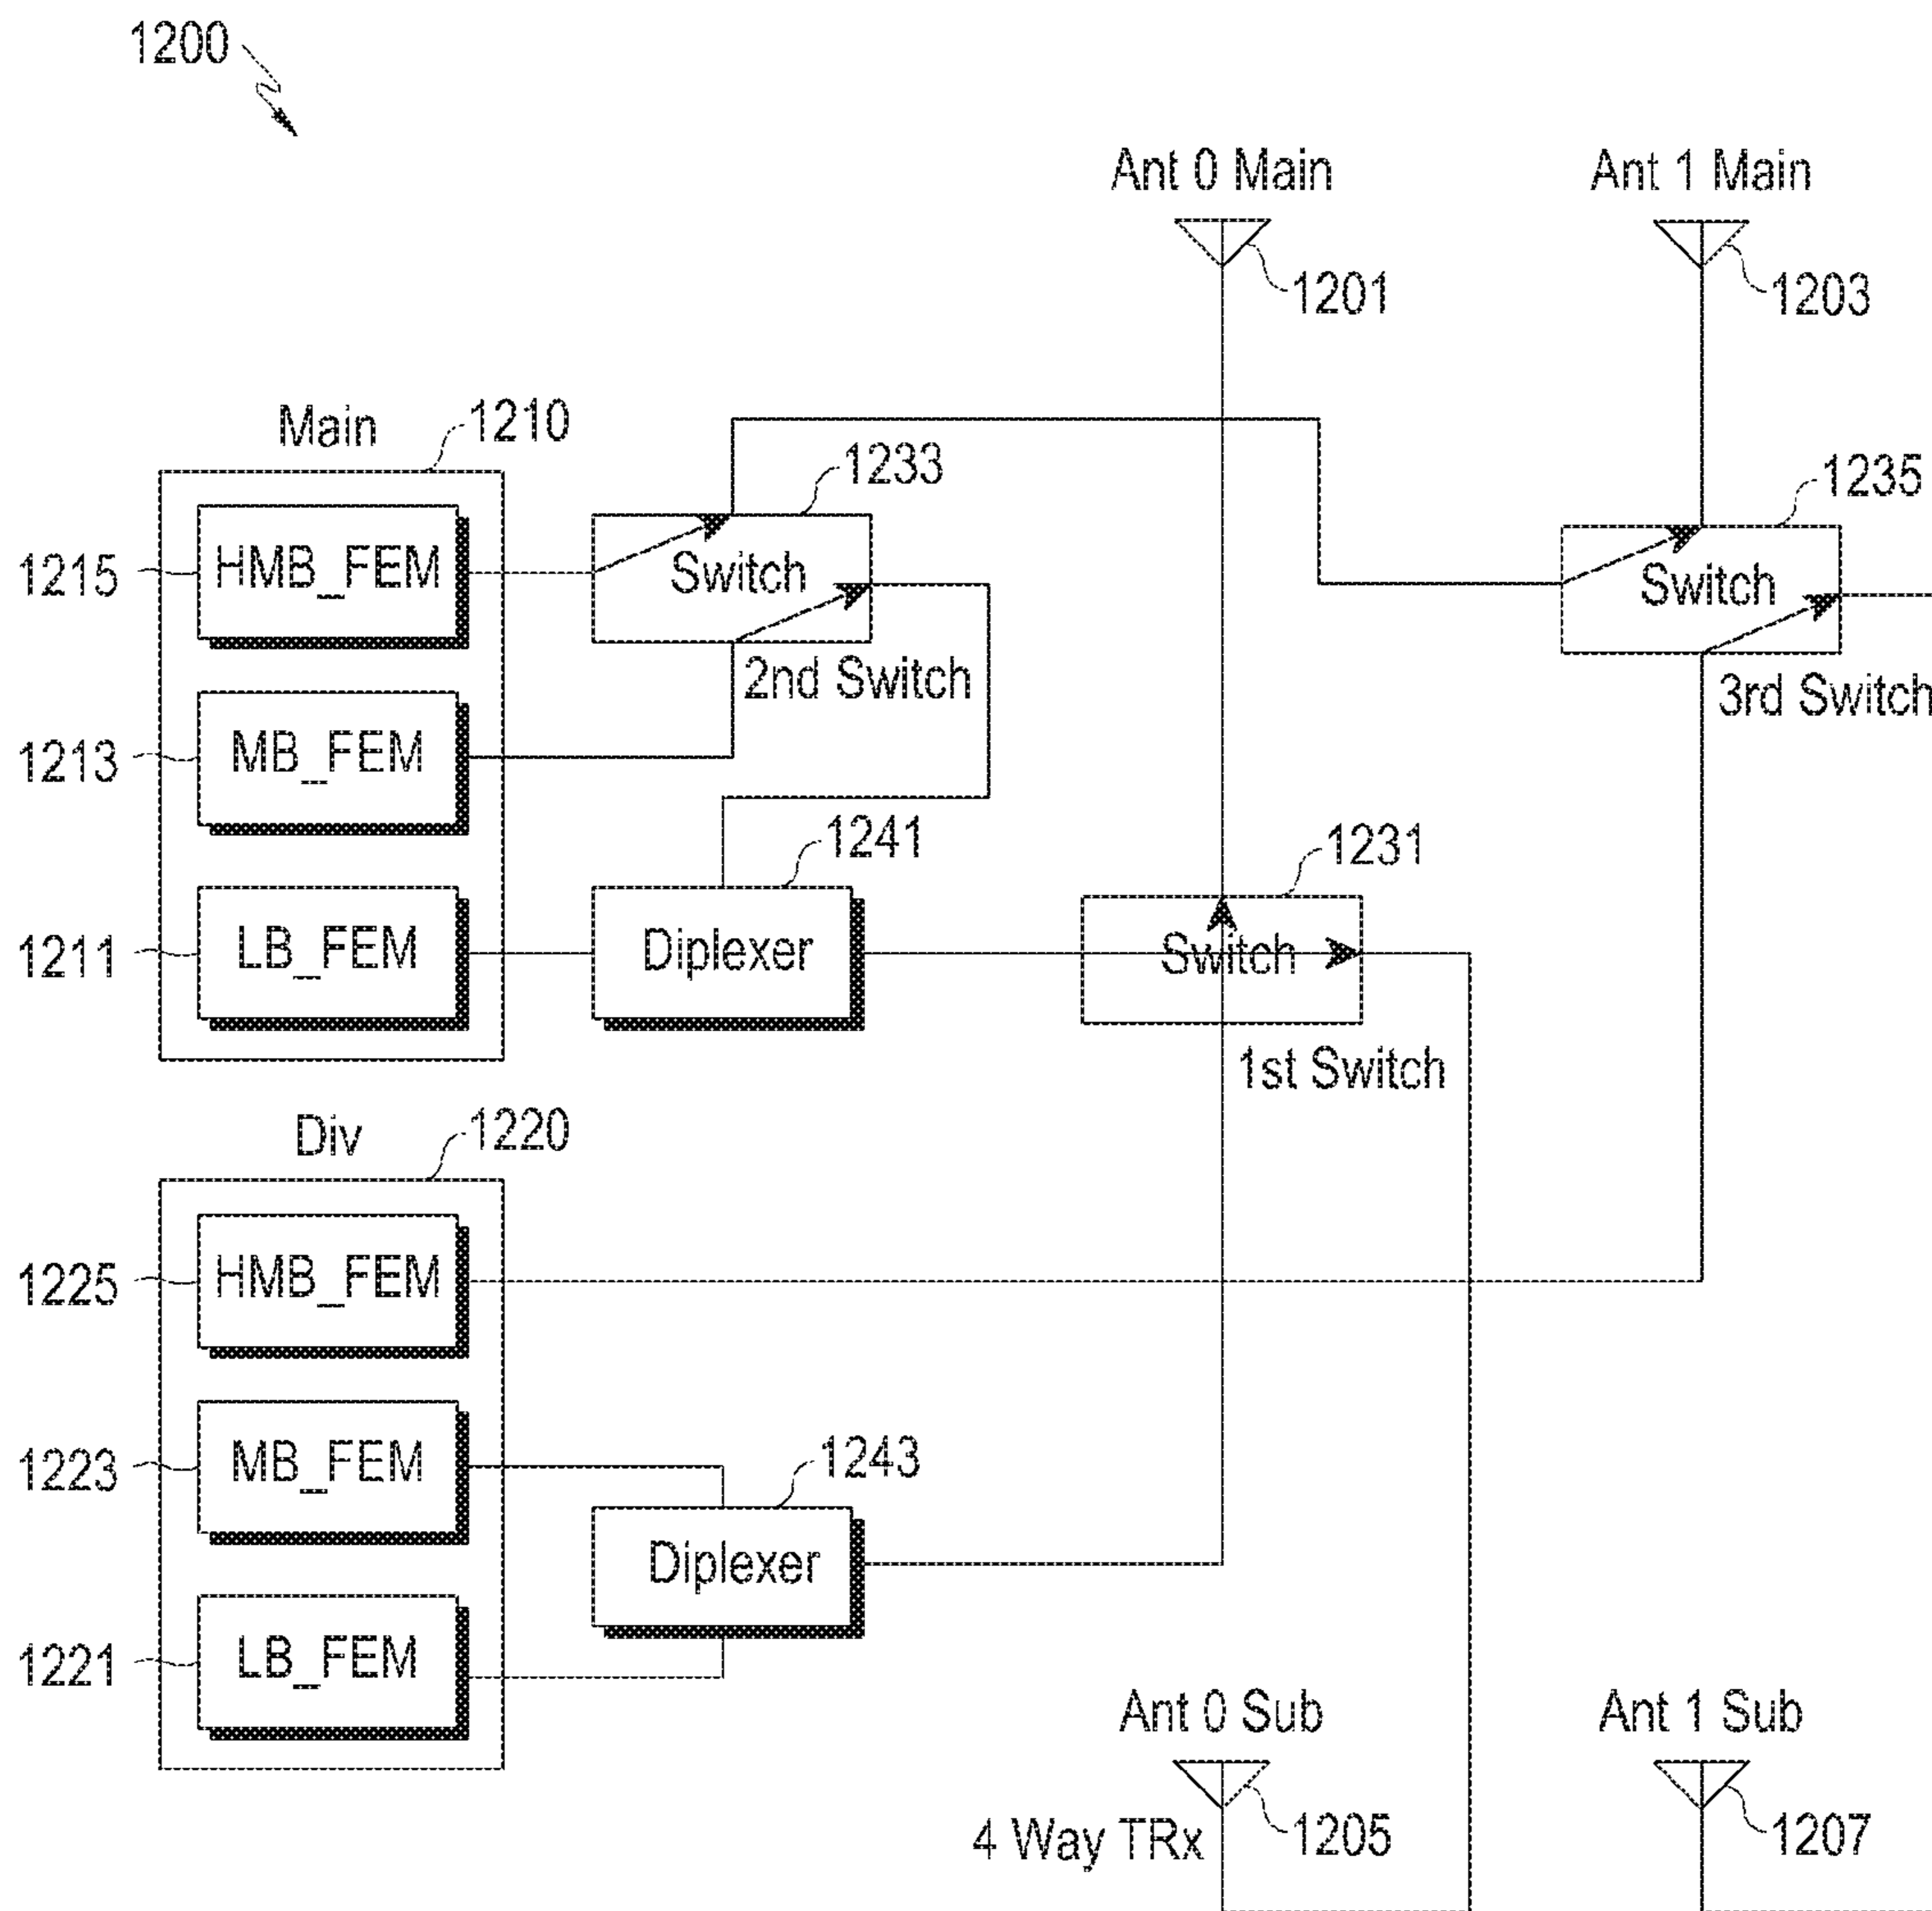 1200
Ant 0 Main
Ant 1 Main
1201
1203
Main
1210
1233
1235
1215
HMB_FEM
Switch
Switch
2nd Switch
3rd Switch
1213
MB_FEM
1241
1231
1211
LB_FEM
Diplexer
Switch
1st Switch
Div
1220
1225
HMB_FEM
1223
MB_FEM
1243
Diplexer
1221
LB_FEM
Ant 0 Sub
Ant 1 Sub
4 Way TRx
1205
1207